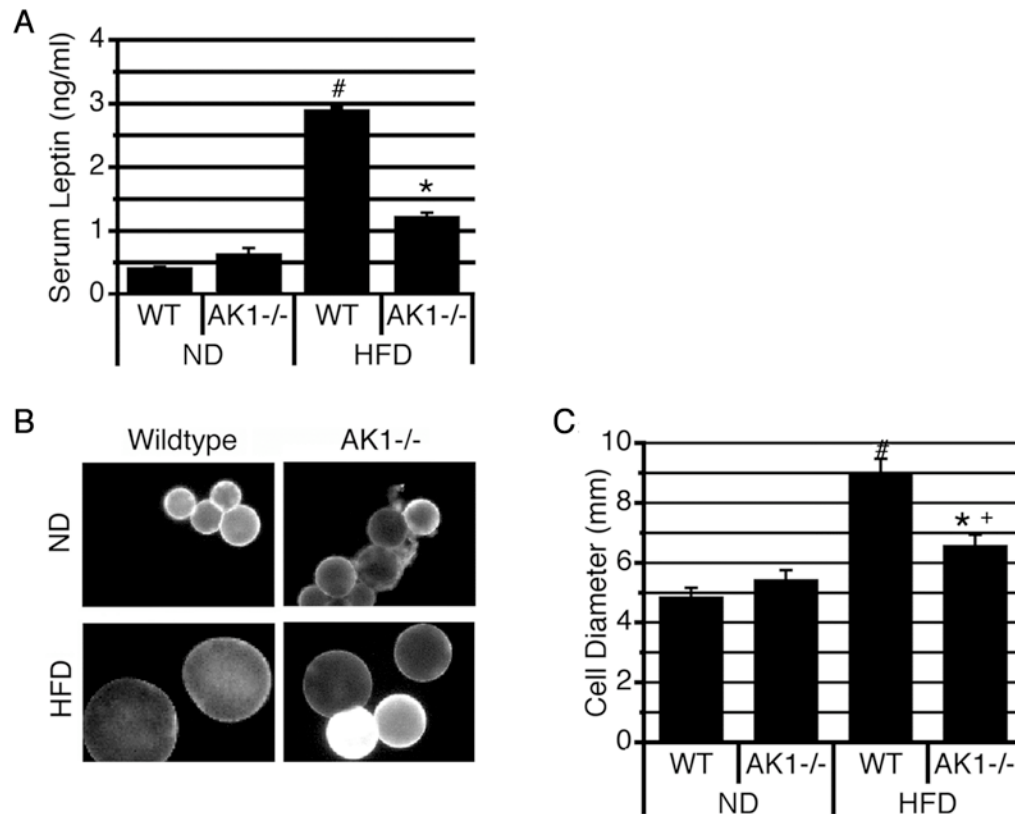 A
Serum Leptin (ng/ml)
4
3
2
1
0
#
*
WT AK1-/- WT AK1-/-
ND HFD
B
Wildtype AK1-/-
ND
HFD
C
Cell Diameter (mm)
10
8
6
4
2
0
#
* +
WT AK1-/- WT AK1-/-
ND HFD